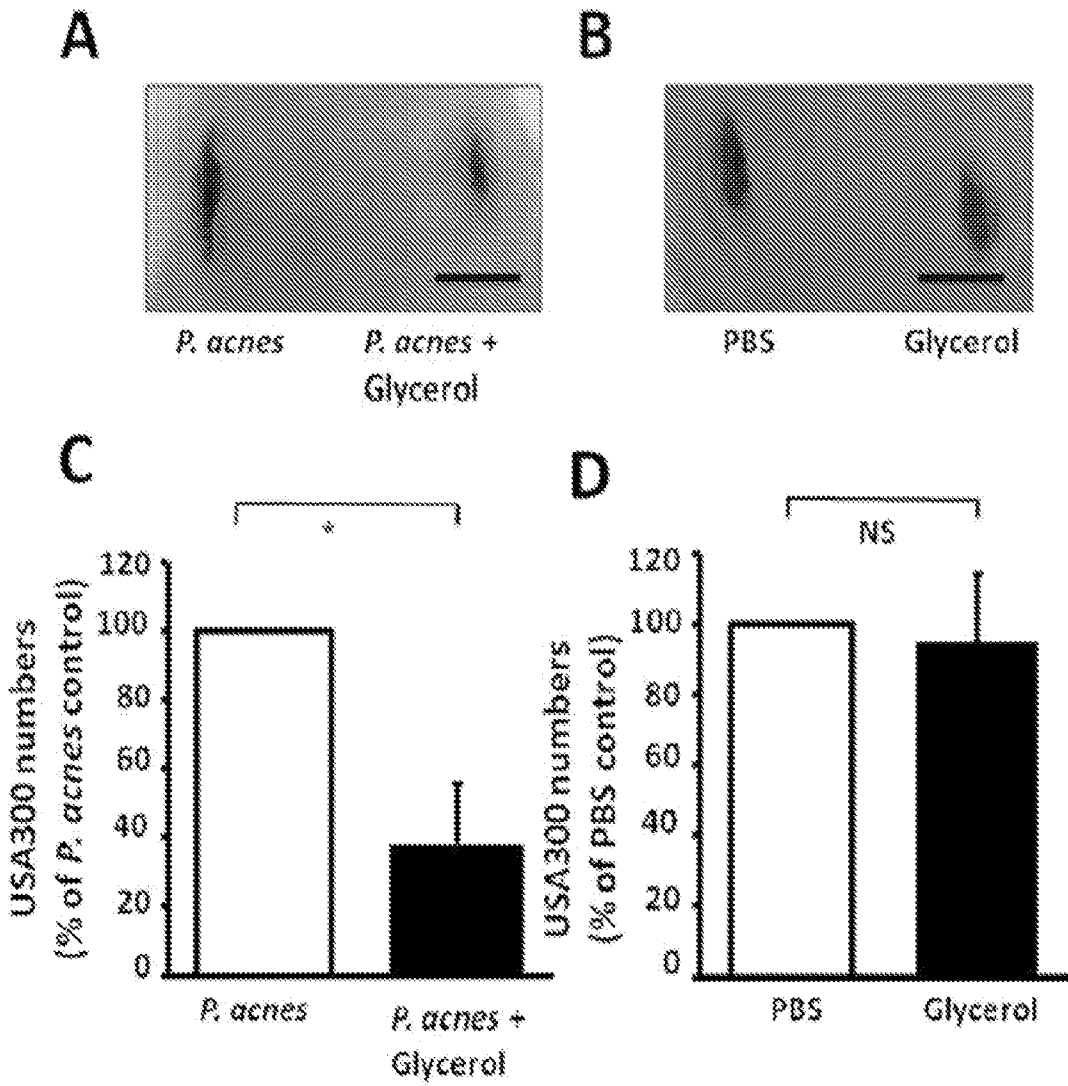 A
B
P. acnes
P. acnes +
Glycerol
PBS
Glycerol
C
*
120
100
80
60
40
20
0
USA300 numbers
(% of P. acnes control)
P. acnes
P. acnes +
Glycerol
D
NS
120
100
80
60
40
20
0
USA300 numbers
(% of PBS control)
PBS
Glycerol